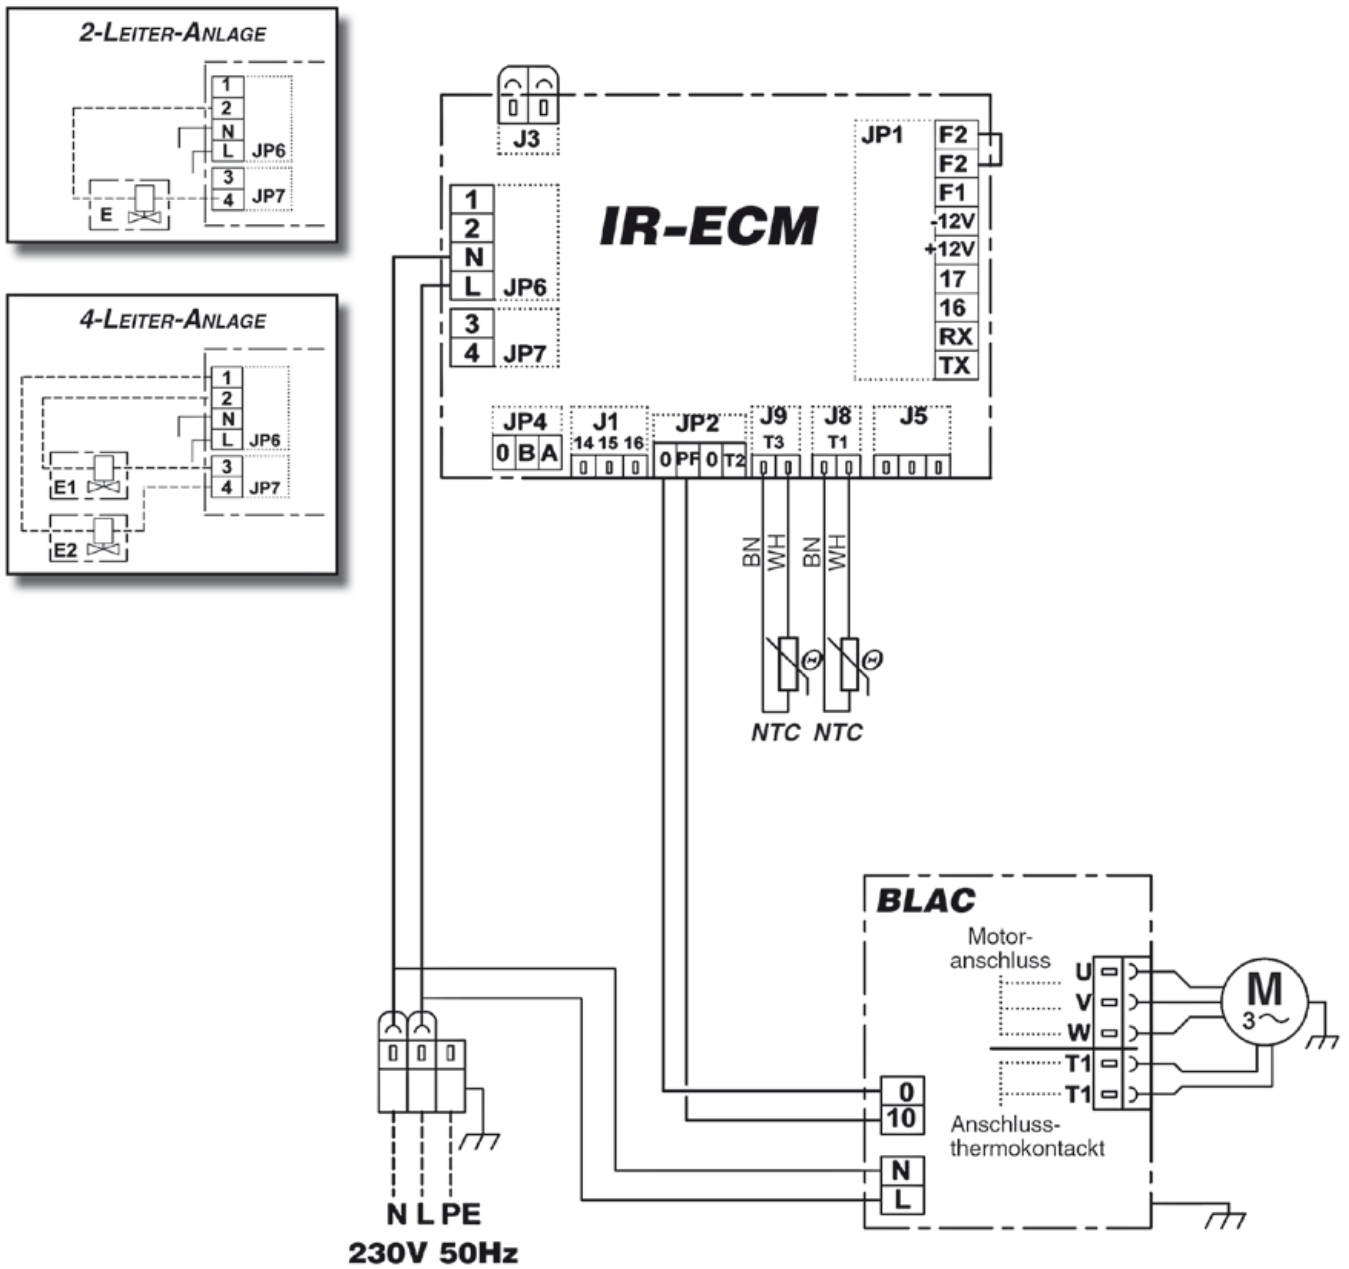 2-LEITER-ANLAGE
1
2
N
L JP6
3
4 JP7
E
4-LEITER-ANLAGE
1
2
N
L JP6
3
4 JP7
E1
E2
J3
IR-ECM
1
2
N
L JP6
3
4 JP7
JP1
F2
F2
F1
-12V
+12V
17
16
RX
TX
JP4
0 B A
J1
14 15 16
JP2
0 PF 0 T2
J9
T3
J8
T1
J5
BN
WH
BN
WH
Θ
Θ
NTC NTC
BLAC
Motor-
anschluss
U
V
W
T1
T1
M
3~
0
10
Anschluss-
thermokontackt
N
L
N L PE
230V 50Hz